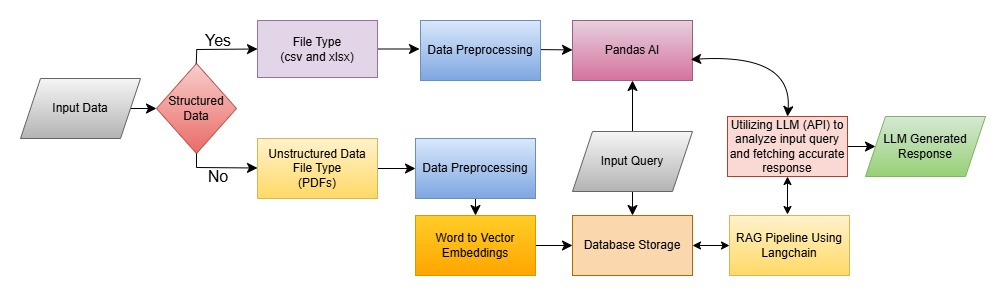 Yes
File Type
(csv and xlsx)
Data Preprocessing
Pandas AI
Input Data
Structured
Data
Utilizing LLM (API) to
analyze input query
and fetching accurate
response
LLM Generated
Response
No
Unstructured Data
File Type
(PDFs)
Data Preprocessing
Input Query
Word to Vector
Embeddings
Database Storage
RAG Pipeline Using
Langchain